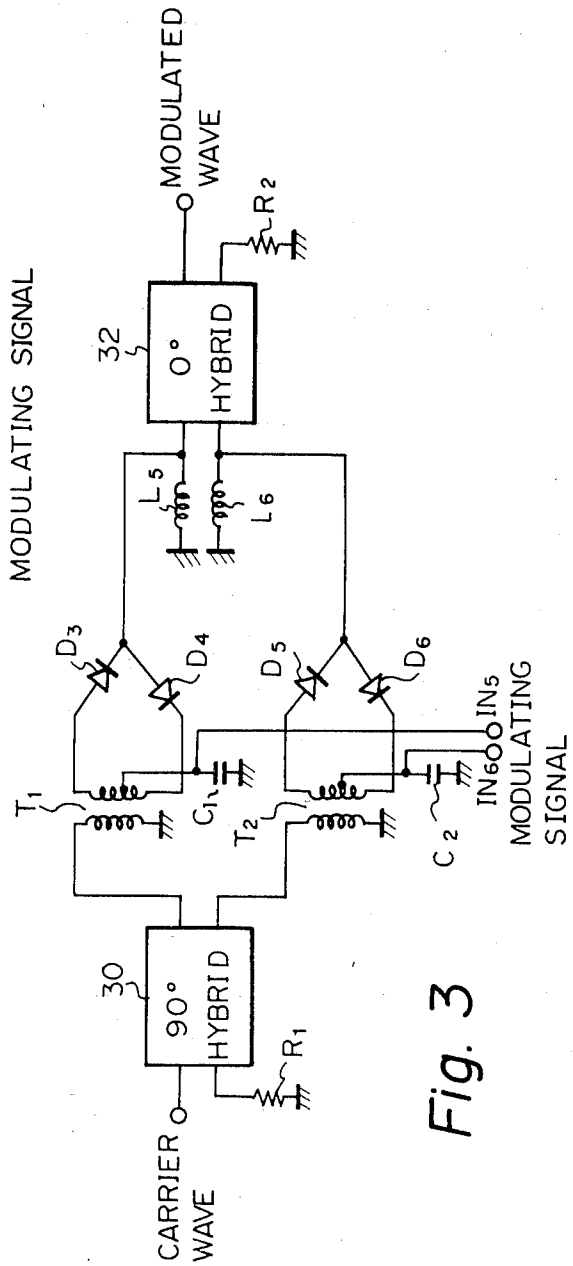 MODULATING SIGNAL
CARRIER
WAVE
30
90°
HYBRID
R1
T1
C1
T2
C2
D3
D4
D5
D6
IN5
IN6
MODULATING
SIGNAL
L5
L6
32
0°
HYBRID
R2
MODULATED
WAVE
Fig. 3